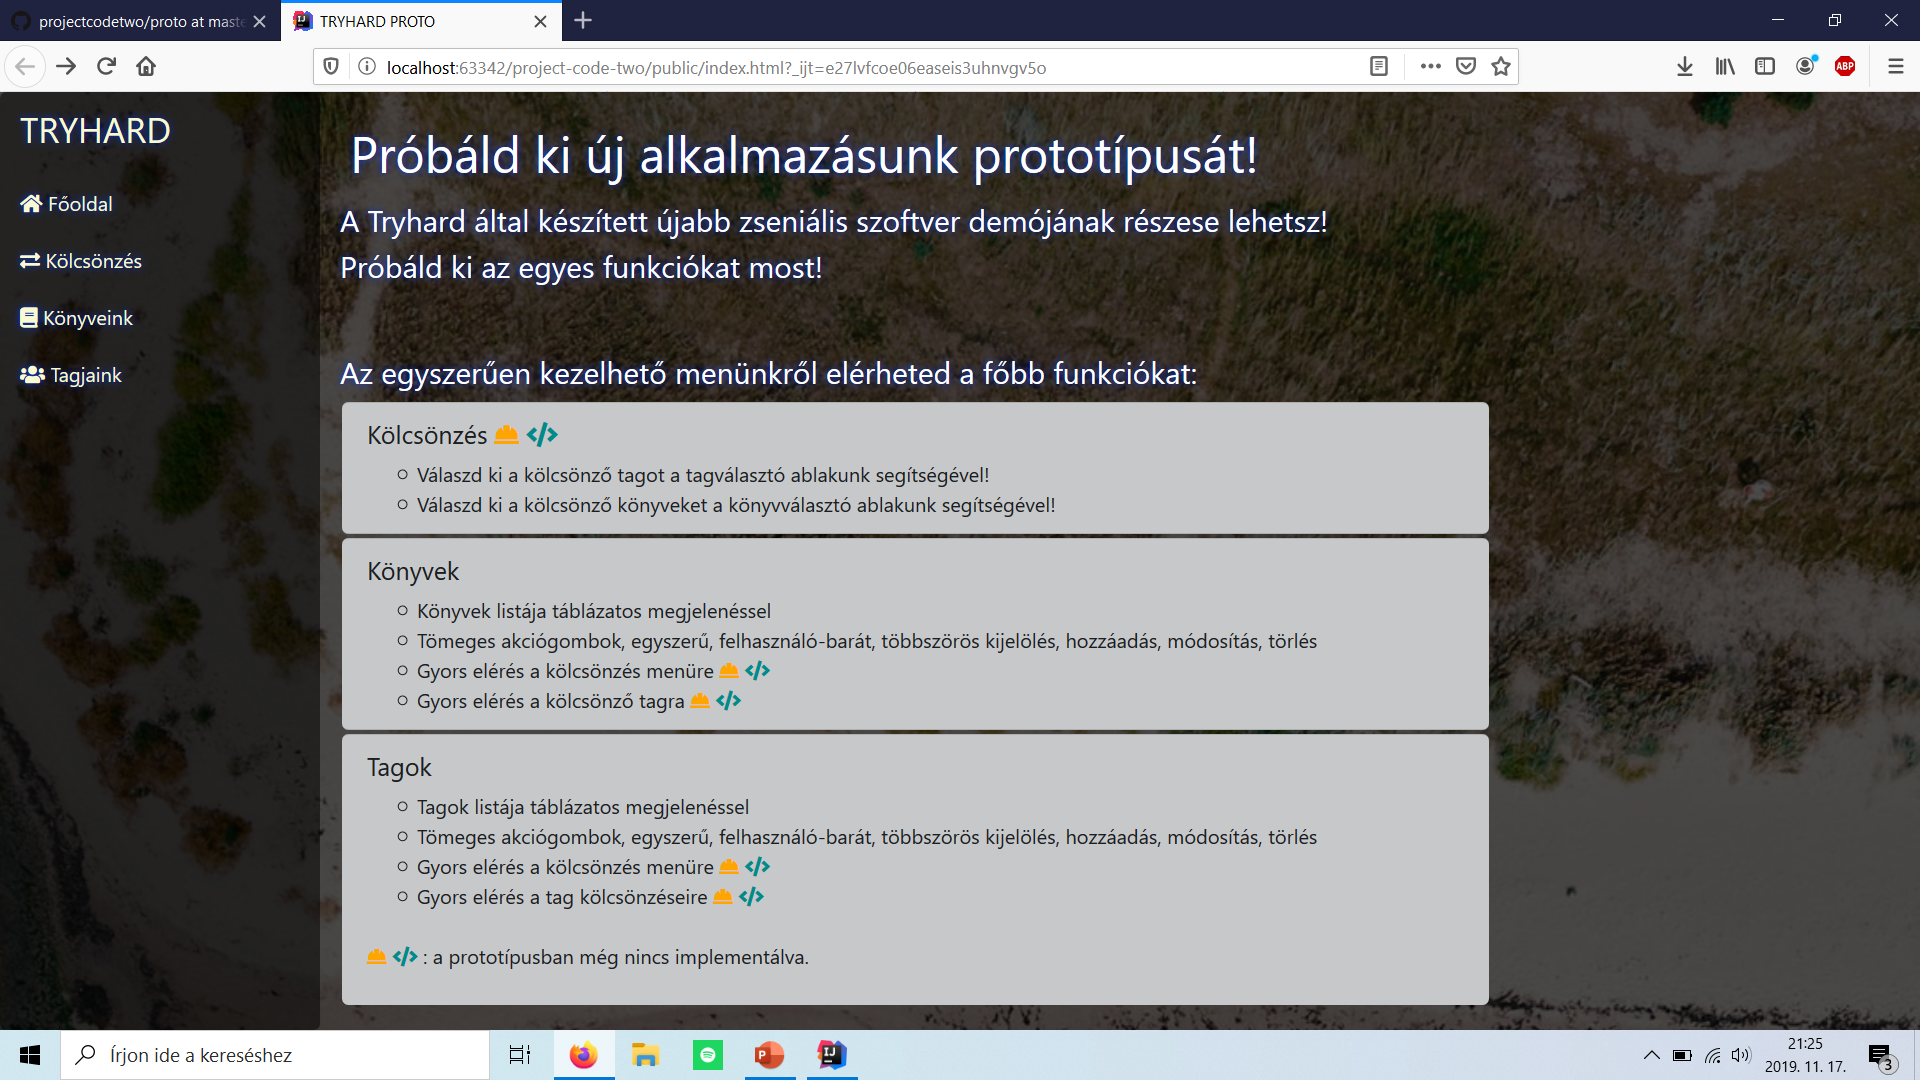 projectcodetwo/proto at mast
TRYHARD PROTO
localhost:63342/project-code-two/public/index.html?_ijt=e27lvfcoe06easeis3uhnvgv5o
ABP
TRYHARD
Főoldal
Kölcsönzés
Könyveink
Tagjaink
Próbáld ki új alkalmazásunk prototípusát!
A Tryhard által készített újabb zseniális szoftver demójának részese lehetsz!
Próbáld ki az egyes funkciókat most!
Az egyszerűen kezelhető menünkről elérheted a főbb funkciókat:
Kölcsönzés
Válaszd ki a kölcsönző tagot a tagválasztó ablakunk segítségével!
Válaszd ki a kölcsönző könyveket a könyvválasztó ablakunk segítségével!
Könyvek
Könyvek listája táblázatos megjelenéssel
Tömeges akciógombok, egyszerű, felhasználó-barát, többszörös kijelölés, hozzáadás, módosítás, törlés
Gyors elérés a kölcsönzés menüre
Gyors elérés a kölcsönző tagra
Tagok
Tagok listája táblázatos megjelenéssel
Tömeges akciógombok, egyszerű, felhasználó-barát, többszörös kijelölés, hozzáadás, módosítás, törlés
Gyors elérés a kölcsönzés menüre
Gyors elérés a tag kölcsönzéseire
: a prototípusban még nincs implementálva.
Írjon ide a kereséshez
P
IJ
21:25
2019. 11. 17.
3